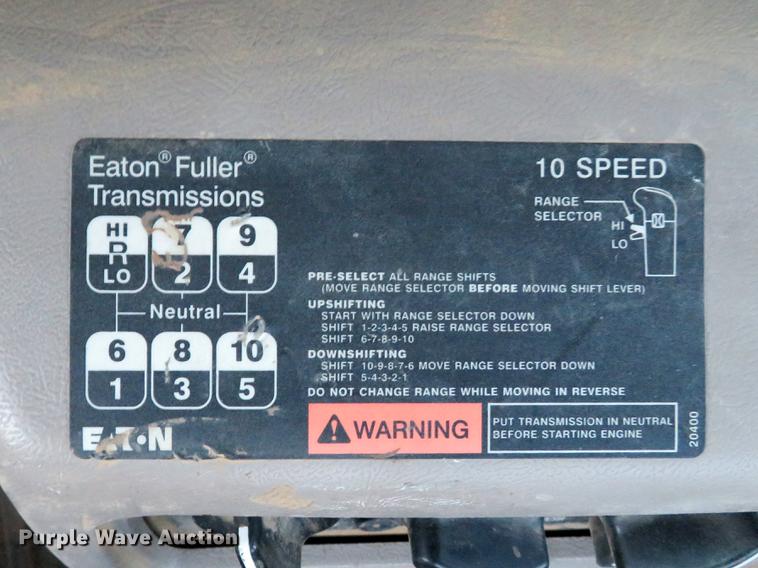 Eaton® Fuller®
Transmissions
10 SPEED
RANGE
SELECTOR
HI
LO
HI 7 9
R
LO 2 4
Neutral
6 8 10
1 3 5
PRE-SELECT ALL RANGE SHIFTS
(MOVE RANGE SELECTOR BEFORE MOVING SHIFT LEVER)
UPSHIFTING
START WITH RANGE SELECTOR DOWN
SHIFT 1-2-3-4-5 RAISE RANGE SELECTOR
SHIFT 6-7-8-9-10
DOWNSHIFTING
SHIFT 10-9-8-7-6 MOVE RANGE SELECTOR DOWN
SHIFT 5-4-3-2-1
DO NOT CHANGE RANGE WHILE MOVING IN REVERSE
WARNING
PUT TRANSMISSION IN NEUTRAL
BEFORE STARTING ENGINE
20400
EATON
Purple Wave Auction
©PurpleWave.com